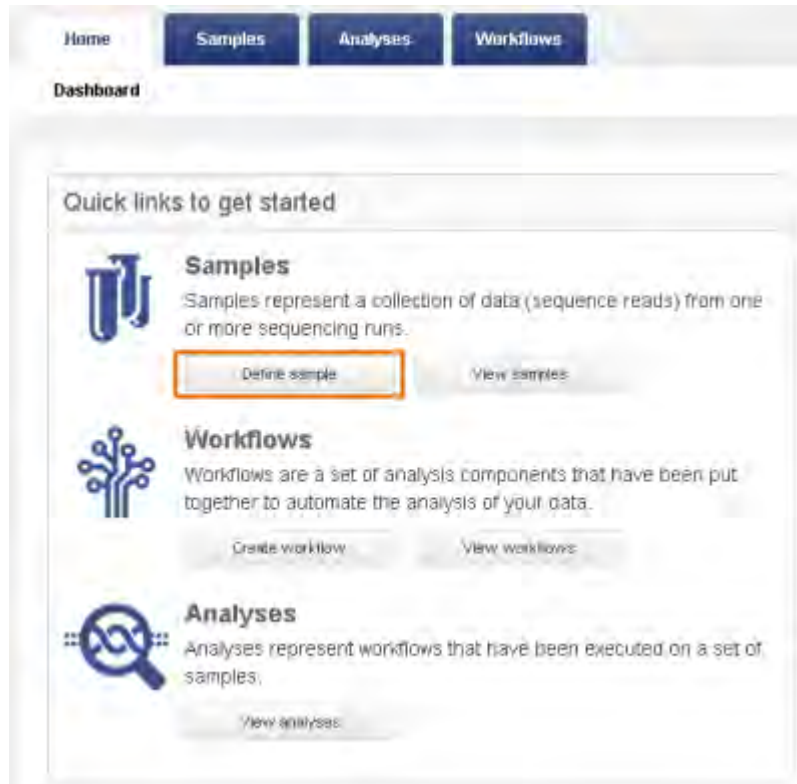 Home Samples Analyses Workflows
Dashboard
Quick links to get started
Samples
Samples represent a collection of data (sequence reads) from one
or more sequencing runs.
Define sample View samples
Workflows
Workflows are a set of analysis components that have been put
together to automate the analysis of your data.
Create workflow View workflows
Analyses
Analyses represent workflows that have been executed on a set of
samples.
View analyses